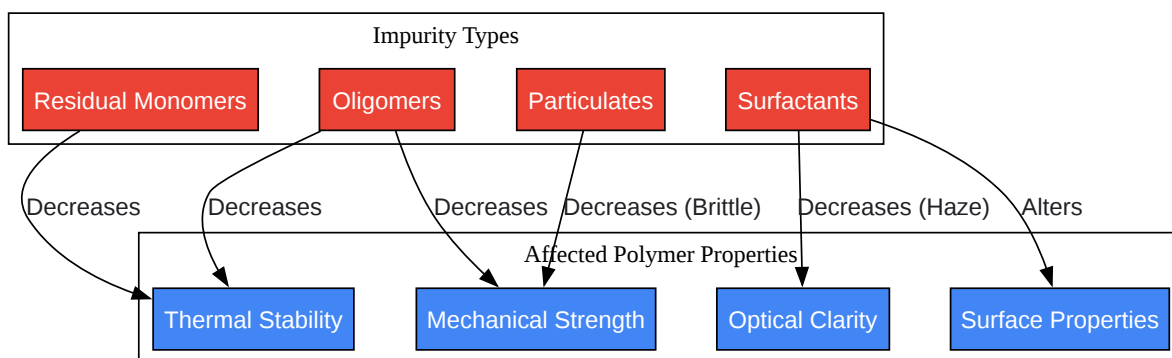 Impurity Types
Residual Monomers
Oligomers
Particulates
Surfactants
Decreases
Decreases
Decreases
Decreases (Brittle)
Decreases (Haze)
Alters
Affected Polymer Properties
Thermal Stability
Mechanical Strength
Optical Clarity
Surface Properties